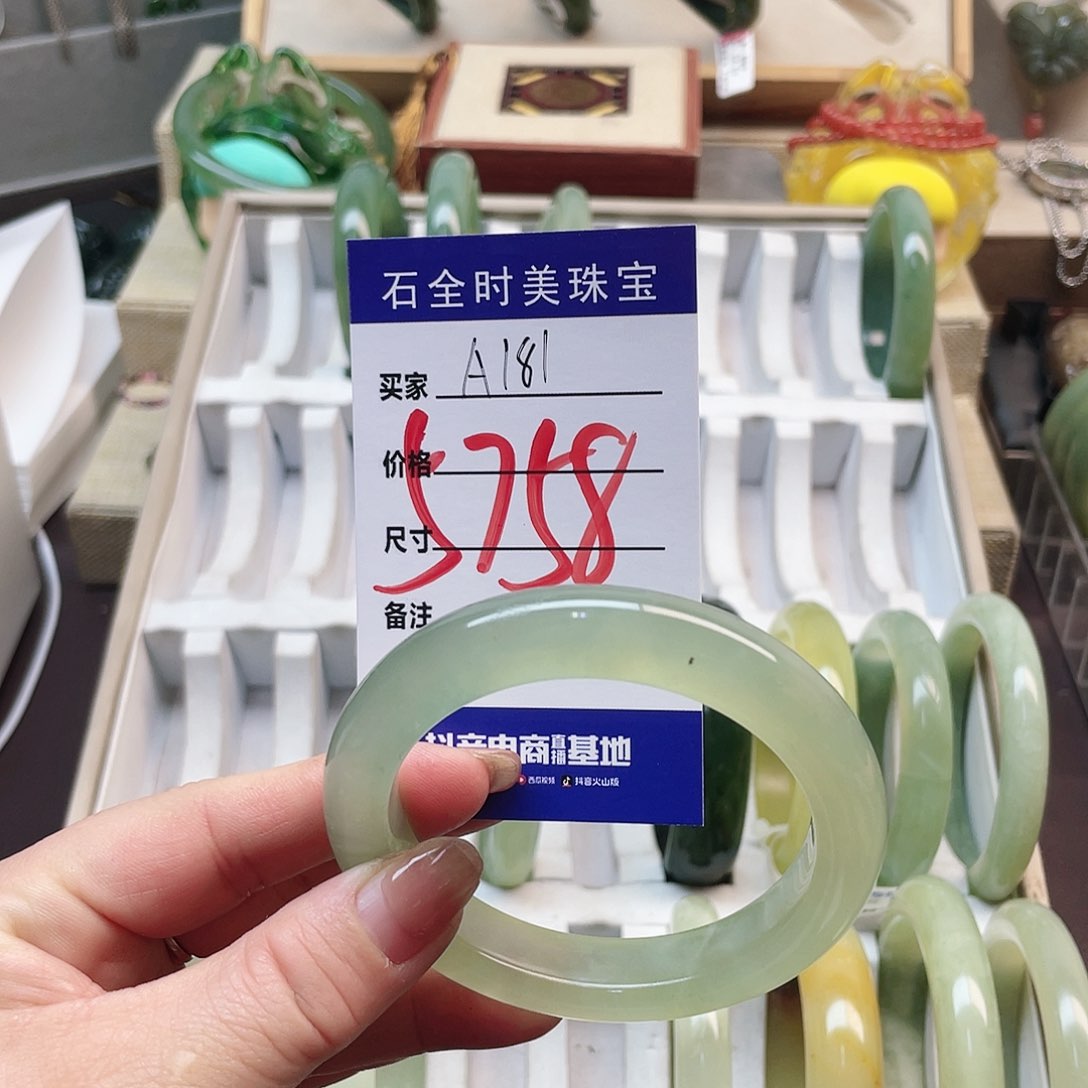 石全时美珠宝
买家 A181
价格
5758
尺寸
备注
抖音电商直播基地
西瓜视频 抖音火山版